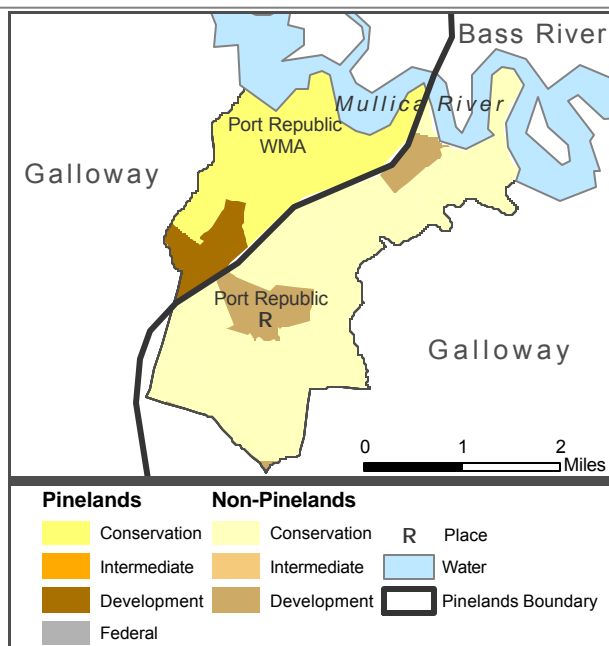 Bass River
Mullica River
Port Republic
WMA
Galloway
Port Republic
R
Galloway
0 1 2
Miles
Pinelands
Conservation
Intermediate
Development
Federal
Non-Pinelands
Conservation
Intermediate
Development
R Place
Water
Pinelands Boundary